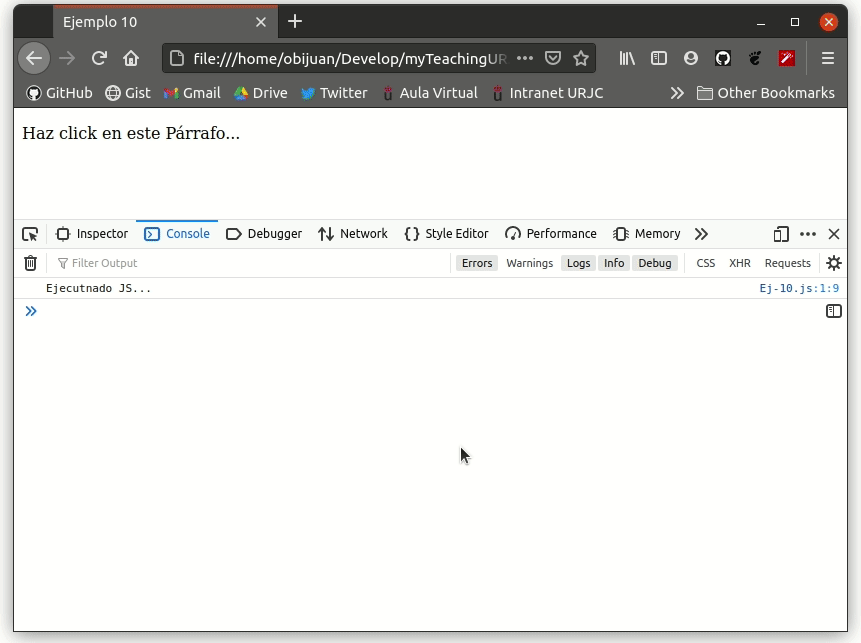 Ejemplo 10
file:///home/obijuan/Develop/myTeachingUR
GitHub Gist Gmail Drive Twitter Aula Virtual Intranet URJC Other Bookmarks
Haz click en este Párrafo...
Inspector Console Debugger Network Style Editor Performance Memory
Filter Output Errors Warnings Logs Info Debug CSS XHR Requests
Ejecutnado JS... Ej-10.js:1:9